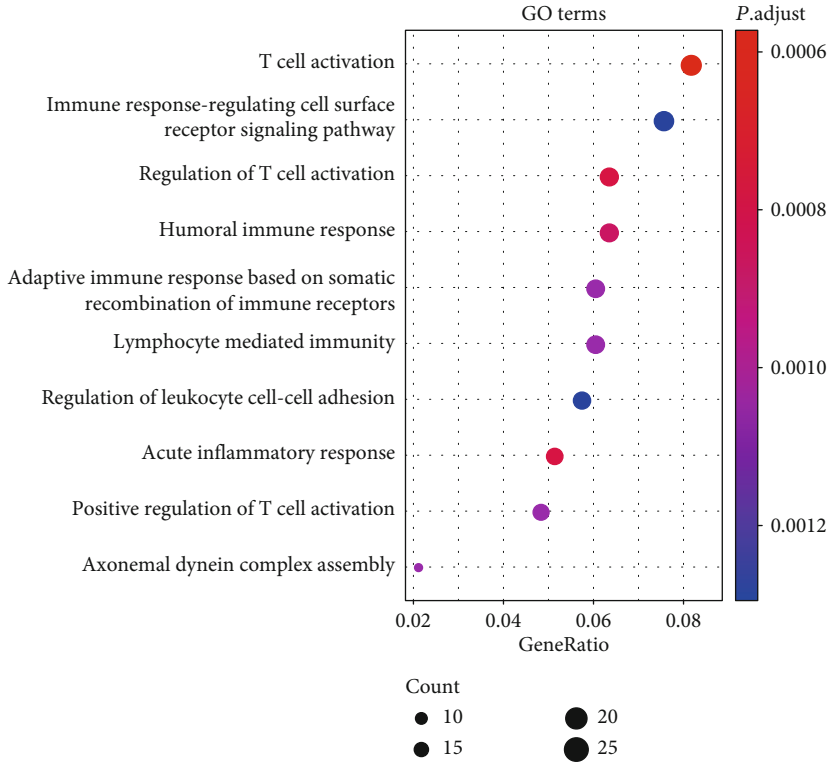 GO terms
P.adjust
T cell activation
Immune response-regulating cell surface
receptor signaling pathway
Regulation of T cell activation
Humoral immune response
Adaptive immune response based on somatic
recombination of immune receptors
Lymphocyte mediated immunity
Regulation of leukocyte cell-cell adhesion
Acute inflammatory response
Positive regulation of T cell activation
Axonemal dynein complex assembly
0.0006
0.0008
0.0010
0.0012
0.02 0.04 0.06 0.08
GeneRatio
Count
10 20
15 25